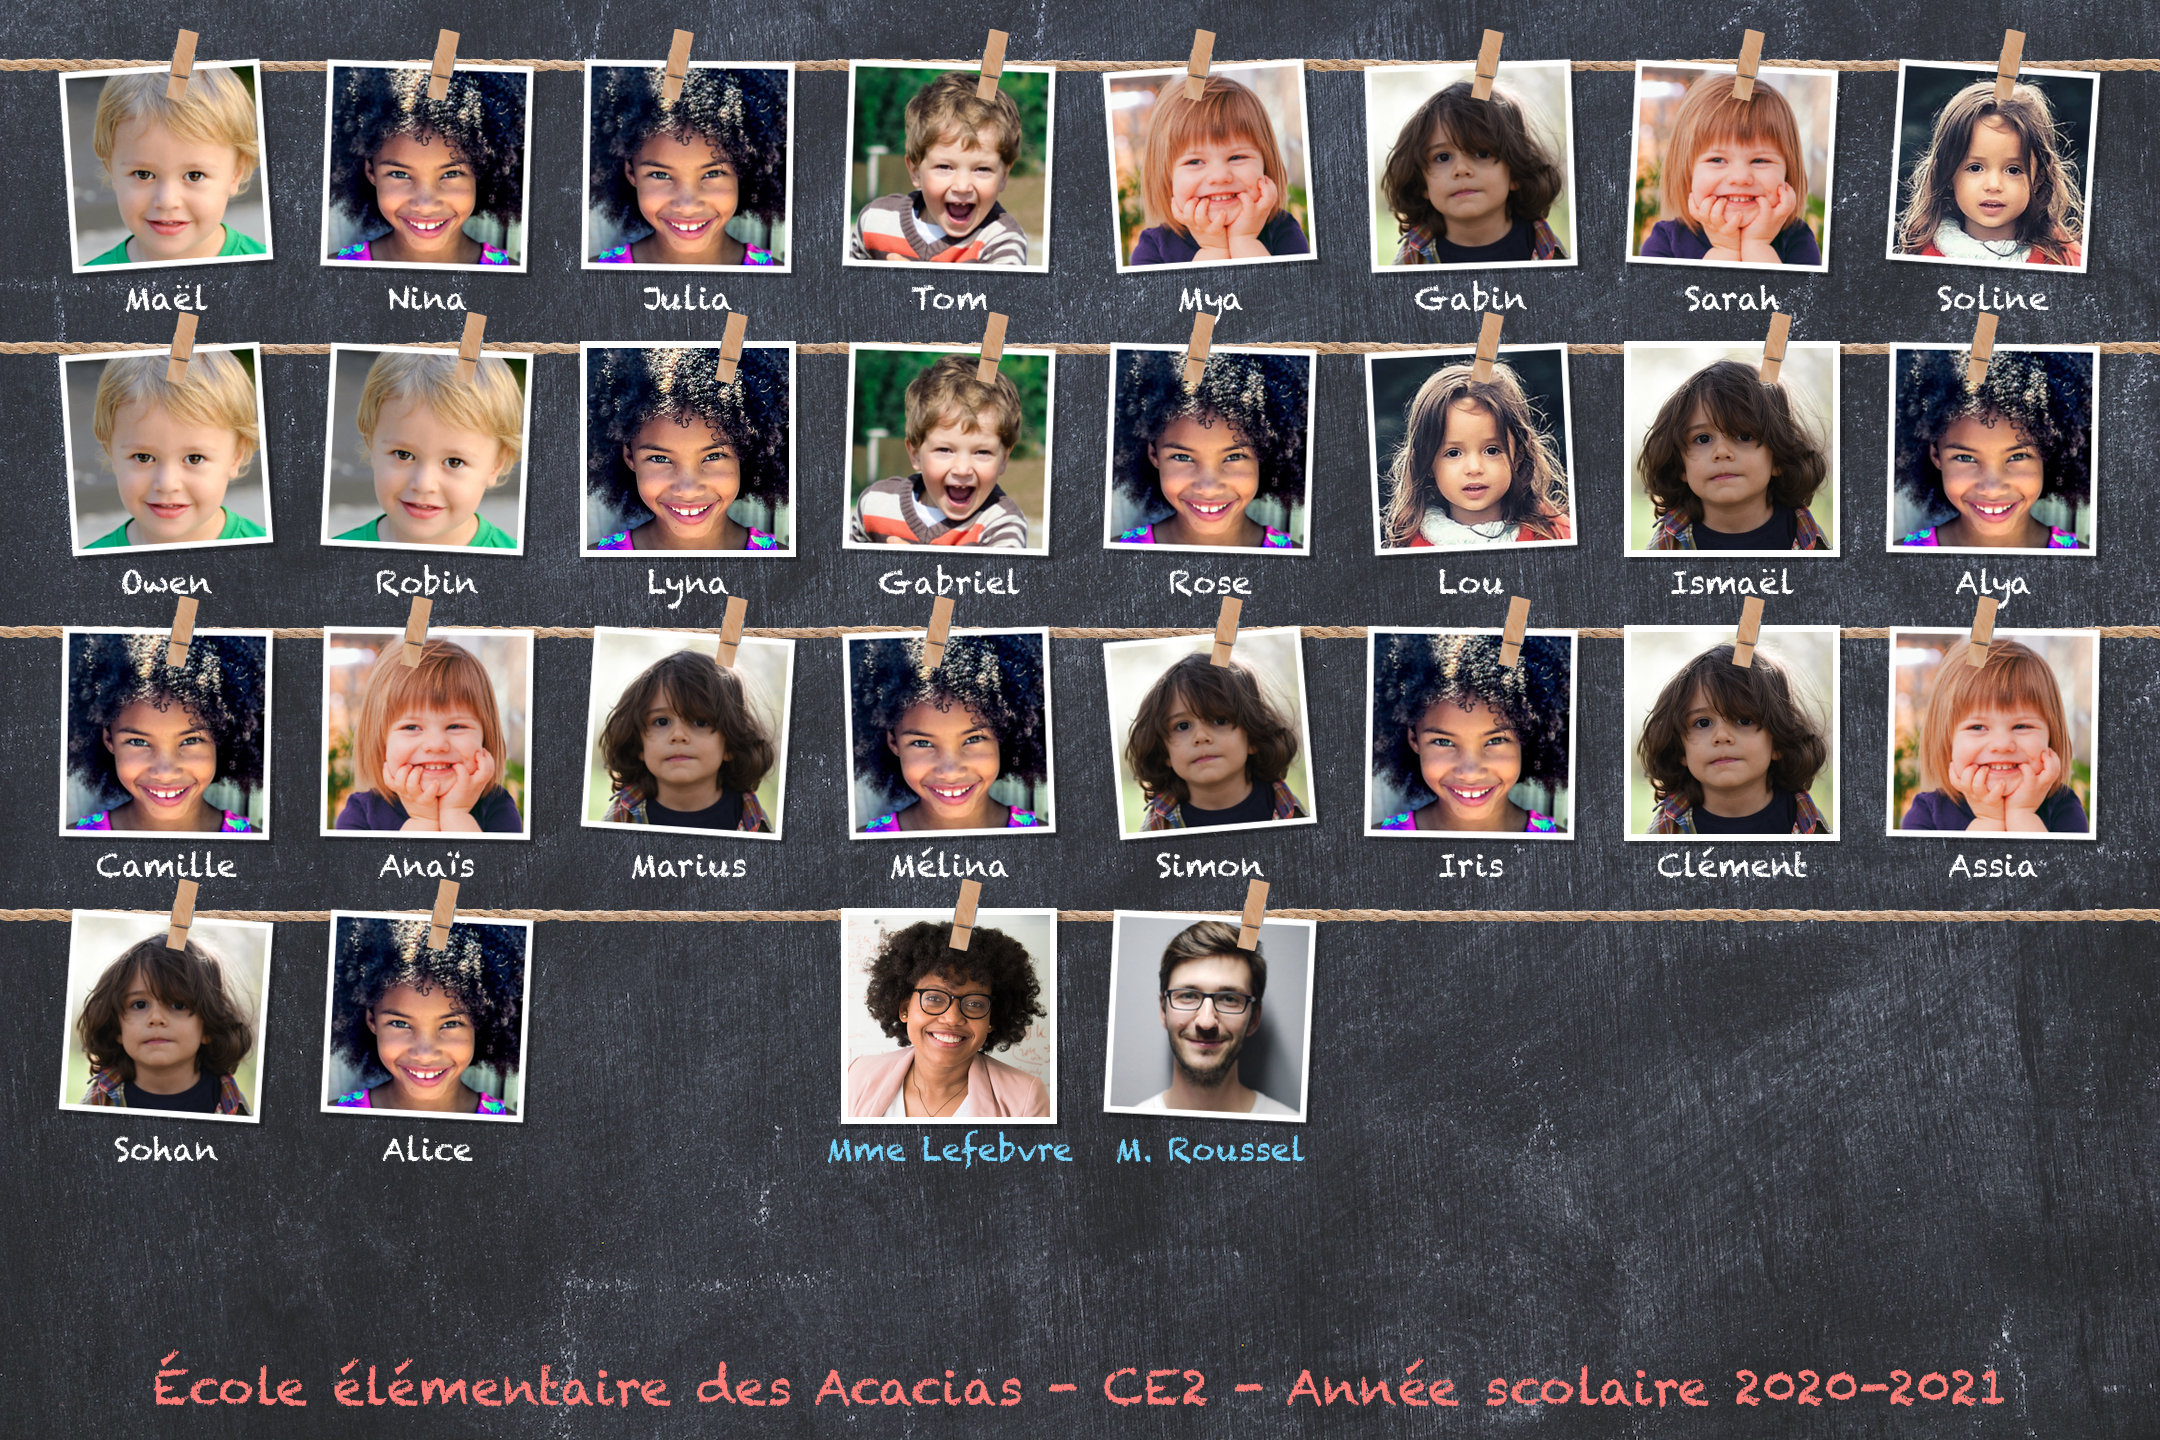 Maël Nina Julia Tom Mya Gabin Sarah Soline
Owen Robin Lyna Gabriel Rose Lou Ismaël Alya
Camille Anaïs Marius Mélina Simon Iris Clément Assia
Sohan Alice Mme Lefebvre M. Roussel
École élémentaire des Acacias - CE2 - Année scolaire 2020-2021